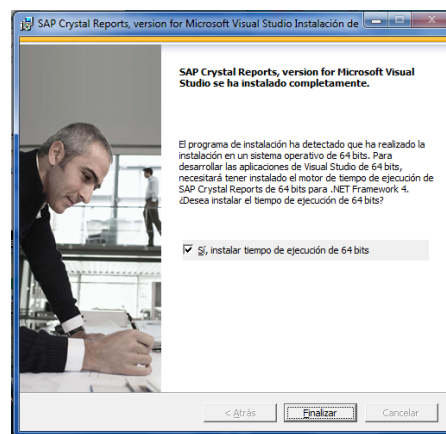 SAP Crystal Reports, version for Microsoft Visual Studio Instalación de
SAP Crystal Reports, version for Microsoft Visual
Studio se ha instalado completamente.
El programa de instalación ha detectado que ha realizado la
instalación en un sistema operativo de 64 bits. Para
desarrollar las aplicaciones de Visual Studio de 64 bits,
necesitará tener instalado el motor de tiempo de ejecución de
SAP Crystal Reports de 64 bits para .NET Framework 4.
¿Desea instalar el tiempo de ejecución de 64 bits?
Sí, instalar tiempo de ejecución de 64 bits
< Atrás Finalizar Cancelar